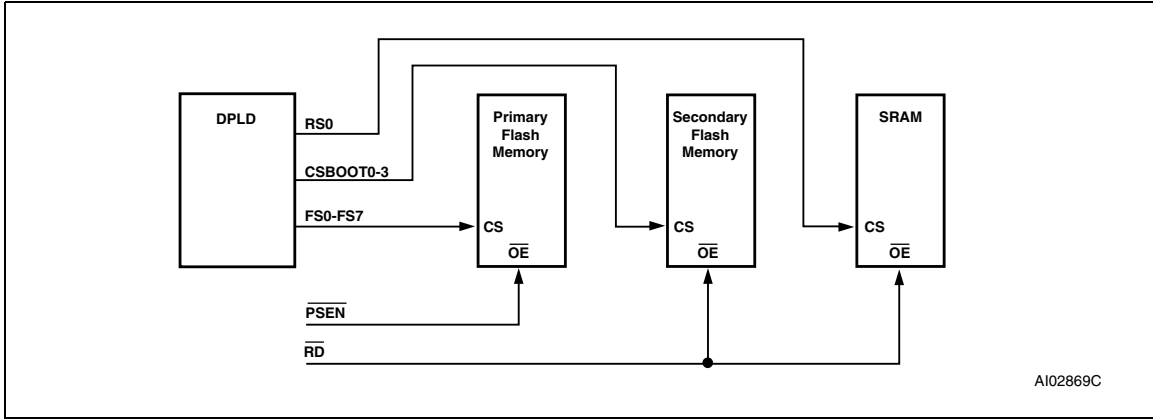 DPLD
RS0
CSBOOT0-3
FS0-FS7
Primary
Flash
Memory
CS
OE
Secondary
Flash
Memory
CS
OE
SRAM
CS
OE
PSEN
RD
AI02869C